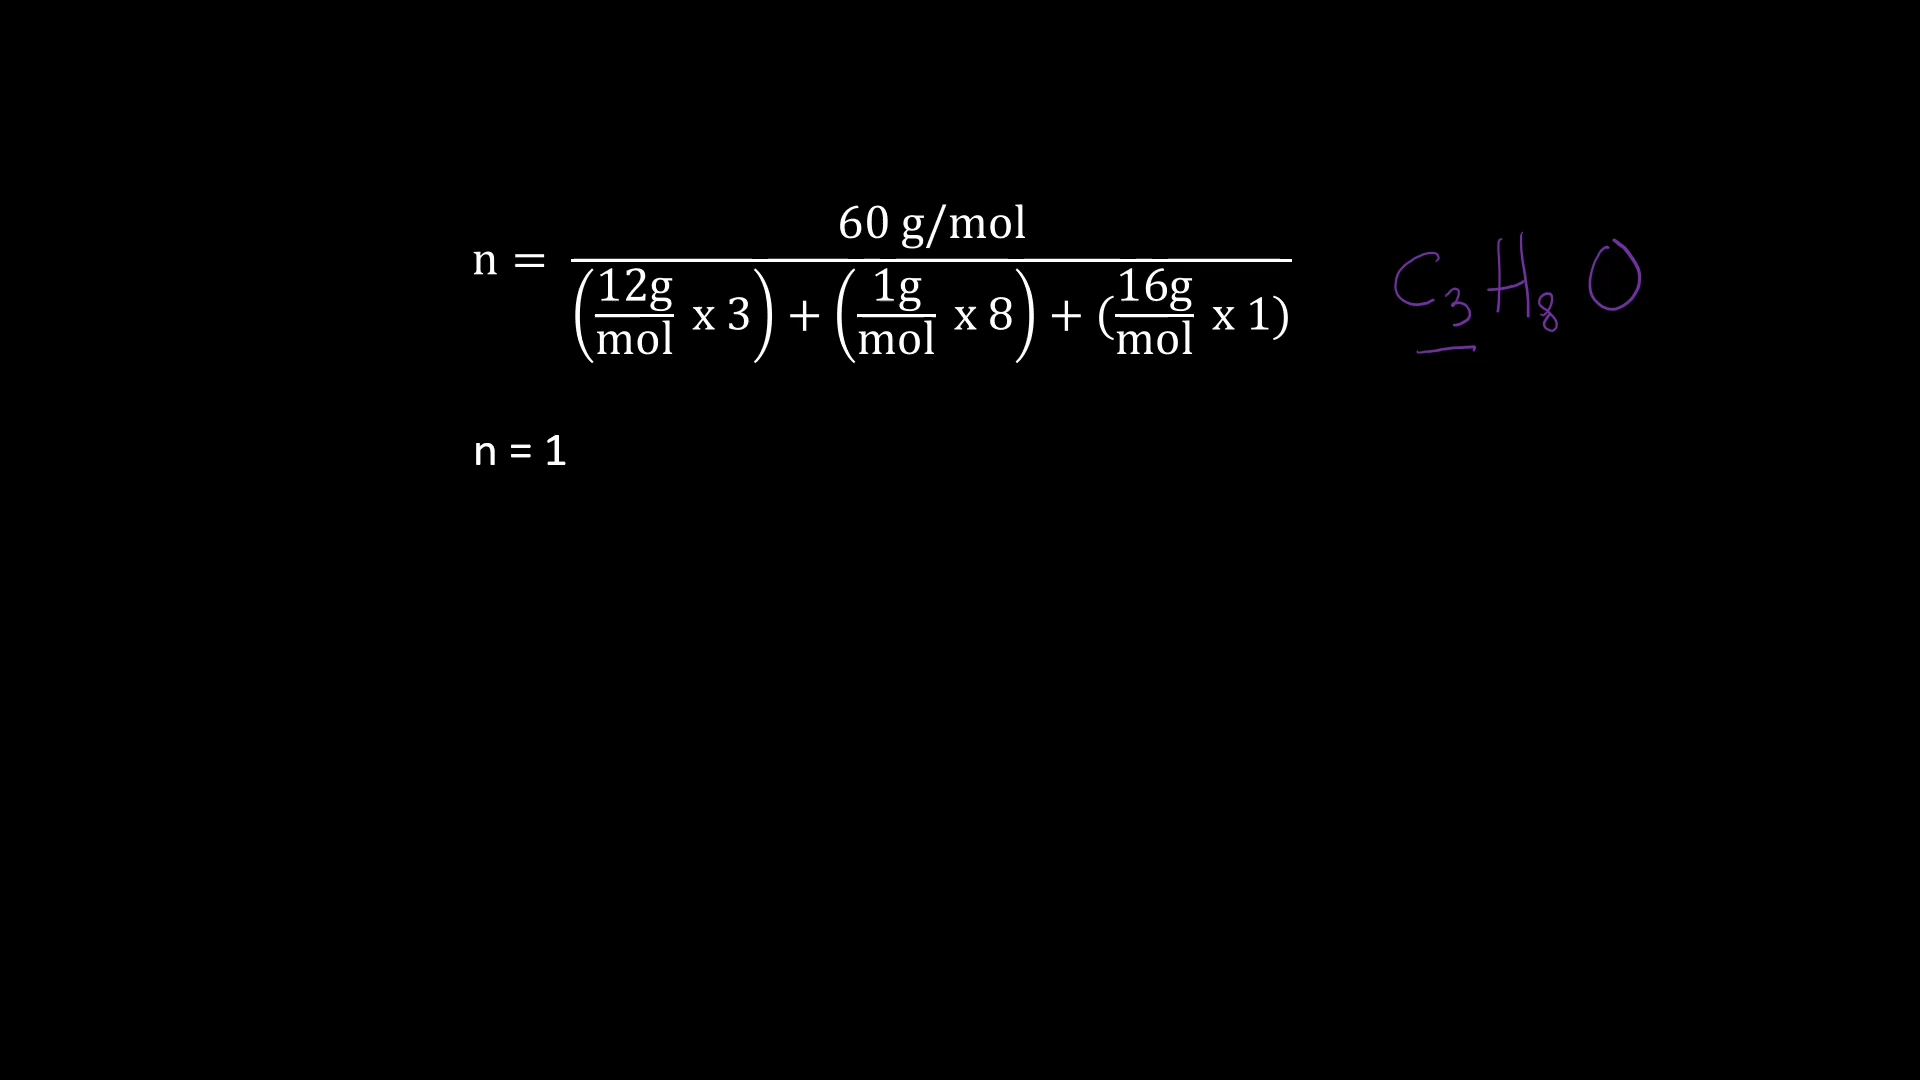 n = 60 g/mol / (12g/mol x 3) + (1g/mol x 8) + (16g/mol x 1)
C₃H₈O
n = 1